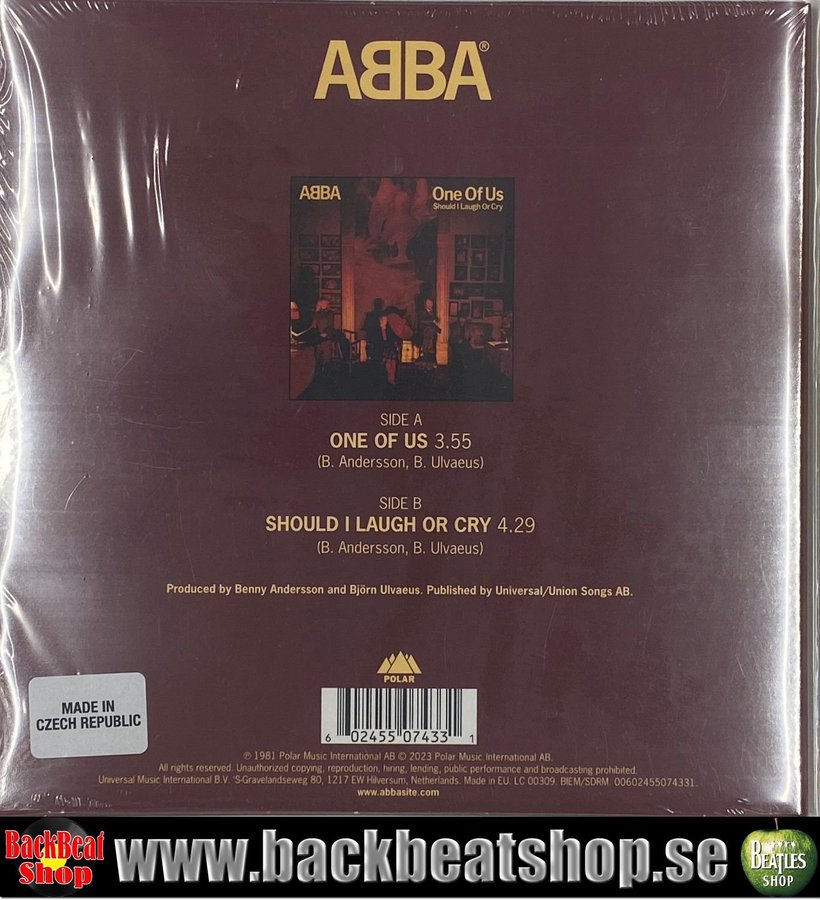 AᗺBA®
AᗺBA
One Of Us
Should I Laugh Or Cry
SIDE A
ONE OF US 3.55
(B. Andersson, B. Ulvaeus)
SIDE B
SHOULD I LAUGH OR CRY 4.29
(B. Andersson, B. Ulvaeus)
Produced by Benny Andersson and Björn Ulvaeus. Published by Universal/Union Songs AB.
POLAR
MADE IN
CZECH REPUBLIC
6 02455 07433 1
℗ 1981 Polar Music International AB © 2023 Polar Music International AB.
All rights reserved. Unauthorized copying, reproduction, hiring, lending, public performance and broadcasting prohibited.
Universal Music International B.V. 'S-Gravelandseweg 80, 1217 EW Hilversum, Netherlands. Made in EU. LC 00309. BIEM/SDRM. 00602455074331.
www.abbasite.com
BackBeat
Shop
www.backbeatshop.se
BEATLES
SHOP